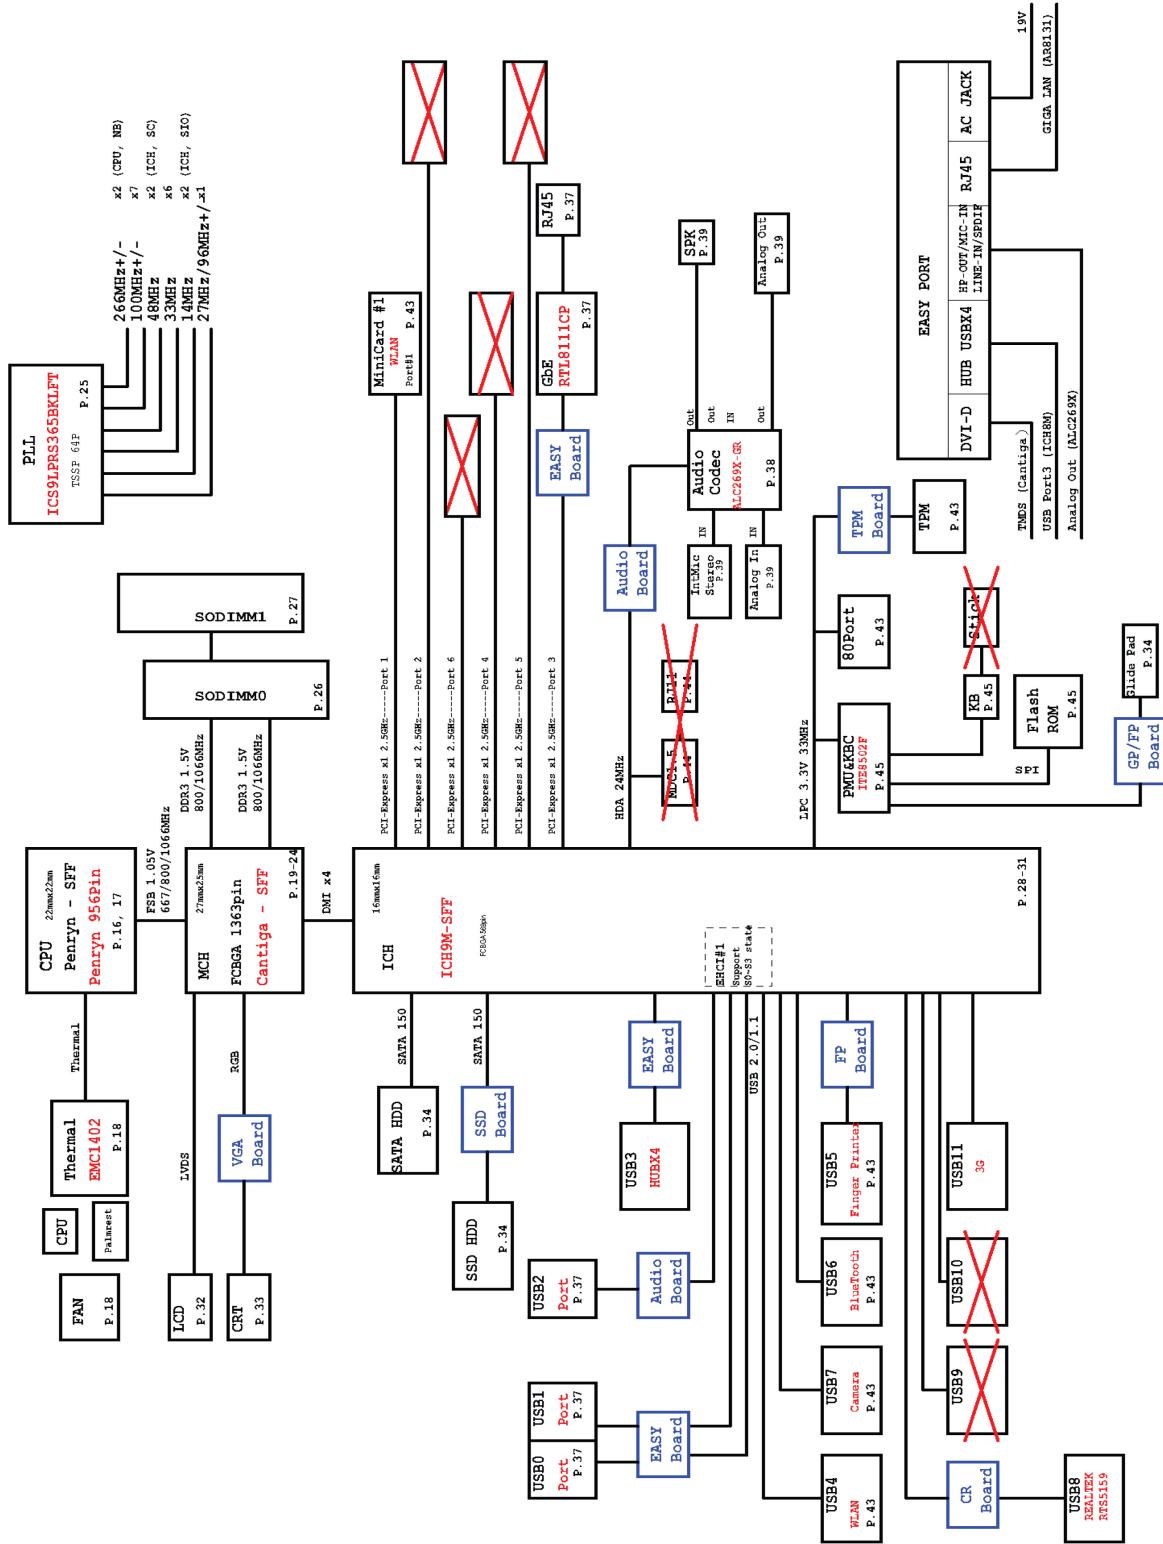 PLL
ICS9LPRS365BKLFT
TSSP 64P
P.25
266MHz+/-
x2 (CPU, NB)
100MHz+/-
x7
48MHz
x2 (ICH, SC)
33MHz
x6
14MHz
x2 (ICH, SIO)
27MHz/96MHz+/-x1
SODIMM1
P.27
SODIMM0
P.26
DDR3 1.5V
800/1066MHz
DDR3 1.5V
800/1066MHz
CPU
22mmx22mm
Penryn - SFF
Penryn 956Pin
P.16, 17
FSB 1.05V
667/800/1066MHz
Thermal
Thermal
EMC1402
P.18
CPU
Palmrest
FAN
P.18
MCH
27mmx25mm
FCBGA 1363pin
Cantiga - SFF
P.19-24
LVDS
LCD
P.32
RGB
VGA
Board
CRT
P.33
DMI x4
ICH
16mmx16mm
ICH9M-SFF
FCBGA 569pin
P.28-31
EHCI#1
Support
S0~S3 state
PCI-Express x1 2.5GHz-----Port 1
PCI-Express x1 2.5GHz-----Port 2
PCI-Express x1 2.5GHz-----Port 6
PCI-Express x1 2.5GHz-----Port 4
PCI-Express x1 2.5GHz-----Port 5
PCI-Express x1 2.5GHz-----Port 3
MiniCard #1
WLAN
Port#1
P.43
EASY
Board
GbE
RTL8111CP
P.37
RJ45
P.37
HDA 24MHz
MDC1.5
P.44
RJ11
P.44
Audio
Board
Audio
Codec
ALC269X-GR
P.38
Out
Out
IN
Out
IN
IN
SPK
P.39
Analog Out
P.39
IntMic
Stereo
P.39
Analog In
P.39
LPC 3.3V 33MHz
PMU&KBC
ITE8502F
P.45
80Port
P.43
TPM
Board
TPM
P.43
KB
P.45
Stick
SPI
Flash
ROM
P.45
GP/FP
Board
Glide Pad
P.34
EASY PORT
DVI-D
HUB USBX4
HP-OUT/MIC-IN
LINE-IN/SPDIF
RJ45
AC JACK
TMDS (Cantiga)
USB Port3 (ICH8M)
Analog Out (ALC269X)
19V
GIGA LAN (AR8131)
SATA 150
SATA HDD
P.34
SATA 150
SSD
Board
SSD HDD
P.34
EASY
Board
USB3
HUBX4
USB 2.0/1.1
USB2
Port
P.37
Audio
Board
USB1
Port
P.37
USB0
Port
P.37
EASY
Board
FP
Board
USB5
Finger Printer
P.43
USB6
BlueTooth
P.43
USB7
Camera
P.43
USB4
WLAN
P.43
USB11
3G
USB10
USB9
CR
Board
USB8
REALTEK
RTS5159